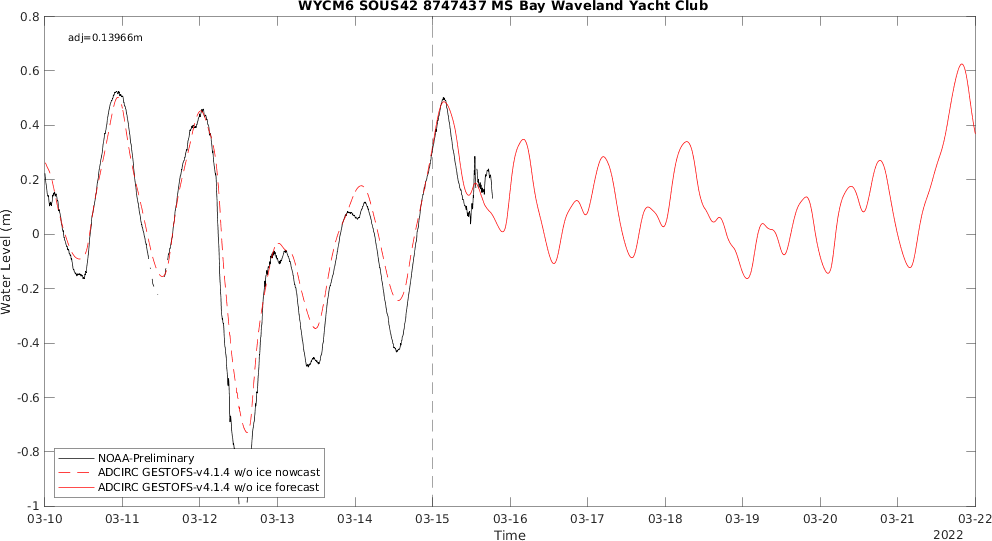 WYCM6 SOUS42 8747437 MS Bay Waveland Yacht Club
adj=0.13966m
0.8
0.6
0.4
0.2
0
-0.2
-0.4
-0.6
-0.8
-1
Water Level (m)
NOAA-Preliminary
ADCIRC GESTOFS-v4.1.4 w/o ice nowcast
ADCIRC GESTOFS-v4.1.4 w/o ice forecast
03-10 03-11 03-12 03-13 03-14 03-15 03-16 03-17 03-18 03-19 03-20 03-21 03-22
Time
2022